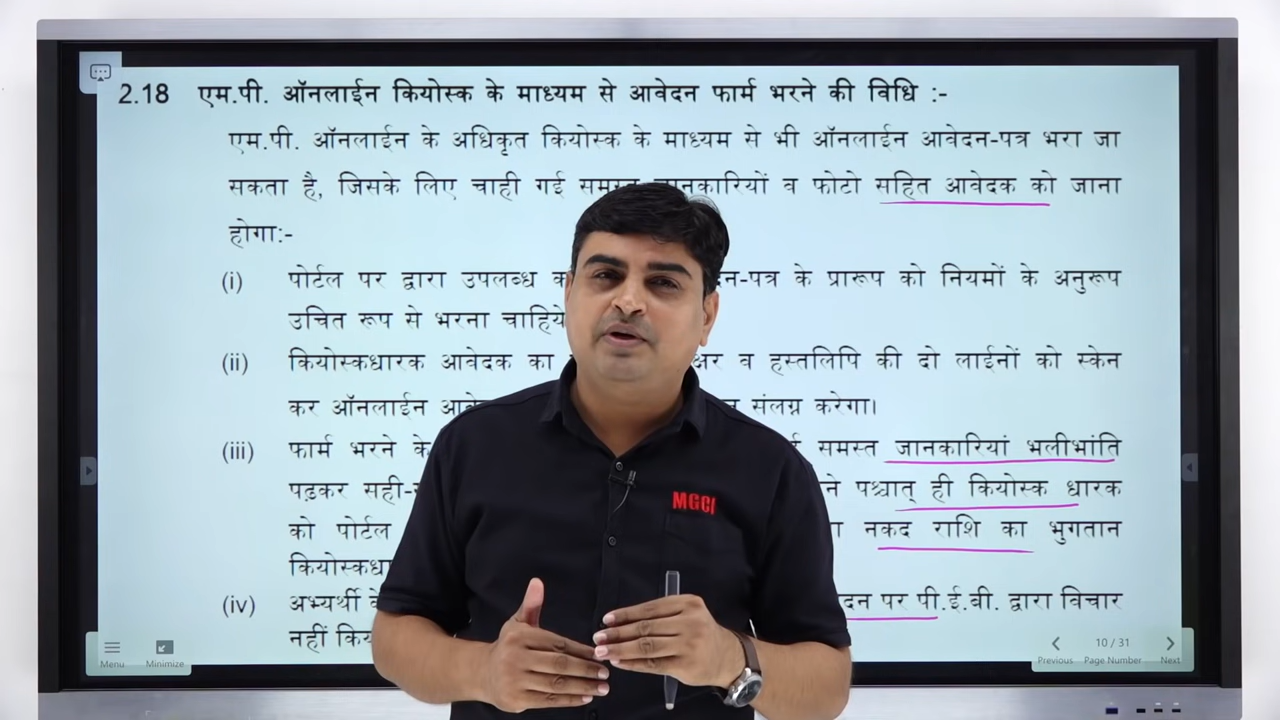 2.18 एम.पी. ऑनलाईन कियोस्क के माध्यम से आवेदन फार्म भरने की विधि :-
एम.पी. ऑनलाईन के अधिकृत कियोस्क के माध्यम से भी ऑनलाईन आवेदन-पत्र भरा जा
सकता है, जिसके लिए चाही गई समस्त जानकारियों व फोटो सहित आवेदक को जाना
होगा:-
(i) पोर्टल पर द्वारा उपलब्ध -पत्र के प्रारूप को नियमों के अनुरूप
उचित रूप से भरना चाहिये
(ii) कियोस्कधारक आवेदक का व हस्तलिपि की दो लाईनों को स्केन
कर ऑनलाईन संलग्न करेगा।
(iii) फार्म भरने के समस्त जानकारियां भलीभांति
पढ़कर सही- पश्चात् ही कियोस्क धारक
को पोर्टल नकद राशि का भुगतान
(iv) अभ्यर्थी पर पी.ई.बी. द्वारा विचार
नहीं
MGCI
Menu
Minimize
10 / 31
Previous
Page Number
Next